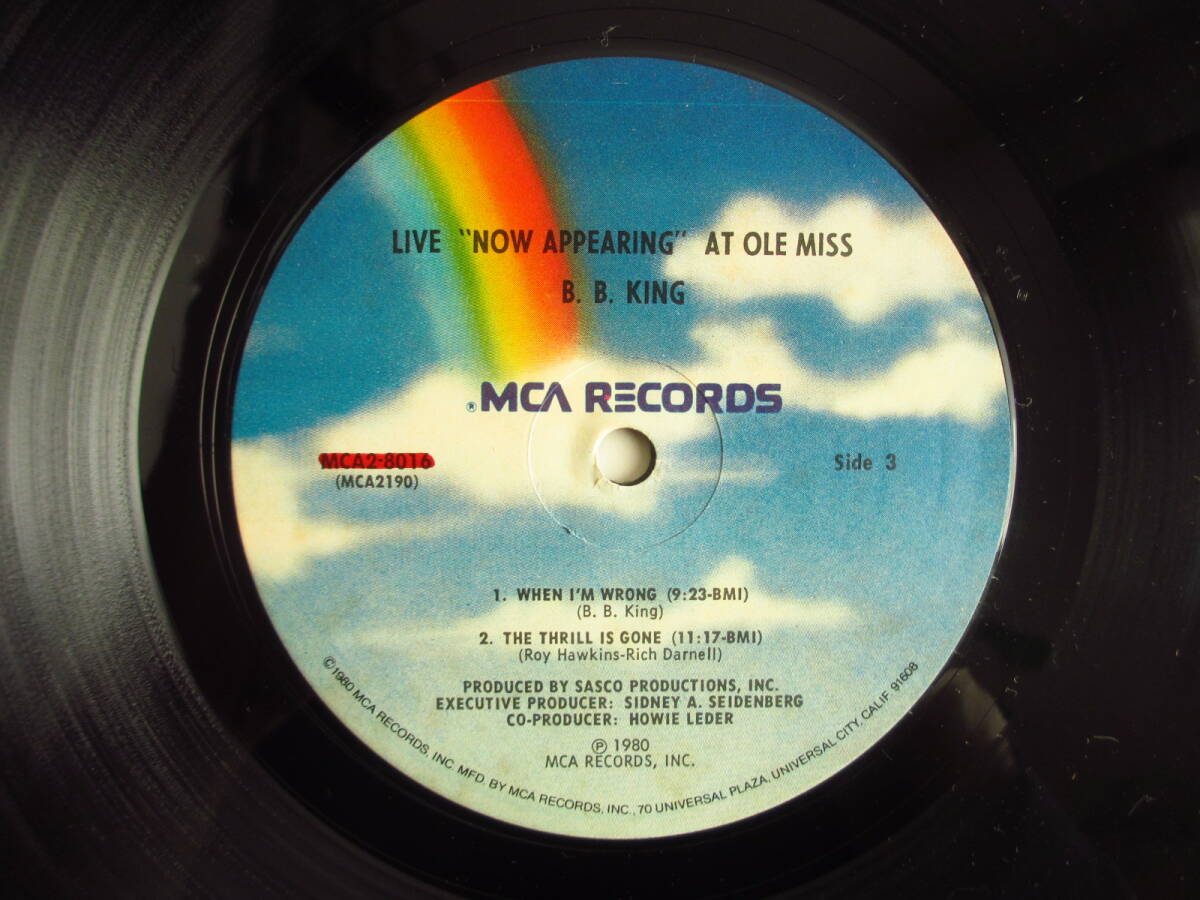 LIVE "NOW APPEARING" AT OLE MISS
B. B. KING
® MCA RECORDS
MCA2-8016
(MCA2190)
Side 3
1. WHEN I'M WRONG (9:23-BMI)
(B. B. King)
2. THE THRILL IS GONE (11:17-BMI)
(Roy Hawkins-Rich Darnell)
PRODUCED BY SASCO PRODUCTIONS, INC.
EXECUTIVE PRODUCER: SIDNEY A. SEIDENBERG
CO-PRODUCER: HOWIE LEDER
℗ 1980
MCA RECORDS, INC.
©1980 MCA RECORDS, INC. MFD. BY MCA RECORDS, INC., 70 UNIVERSAL PLAZA, UNIVERSAL CITY, CALIF. 91608